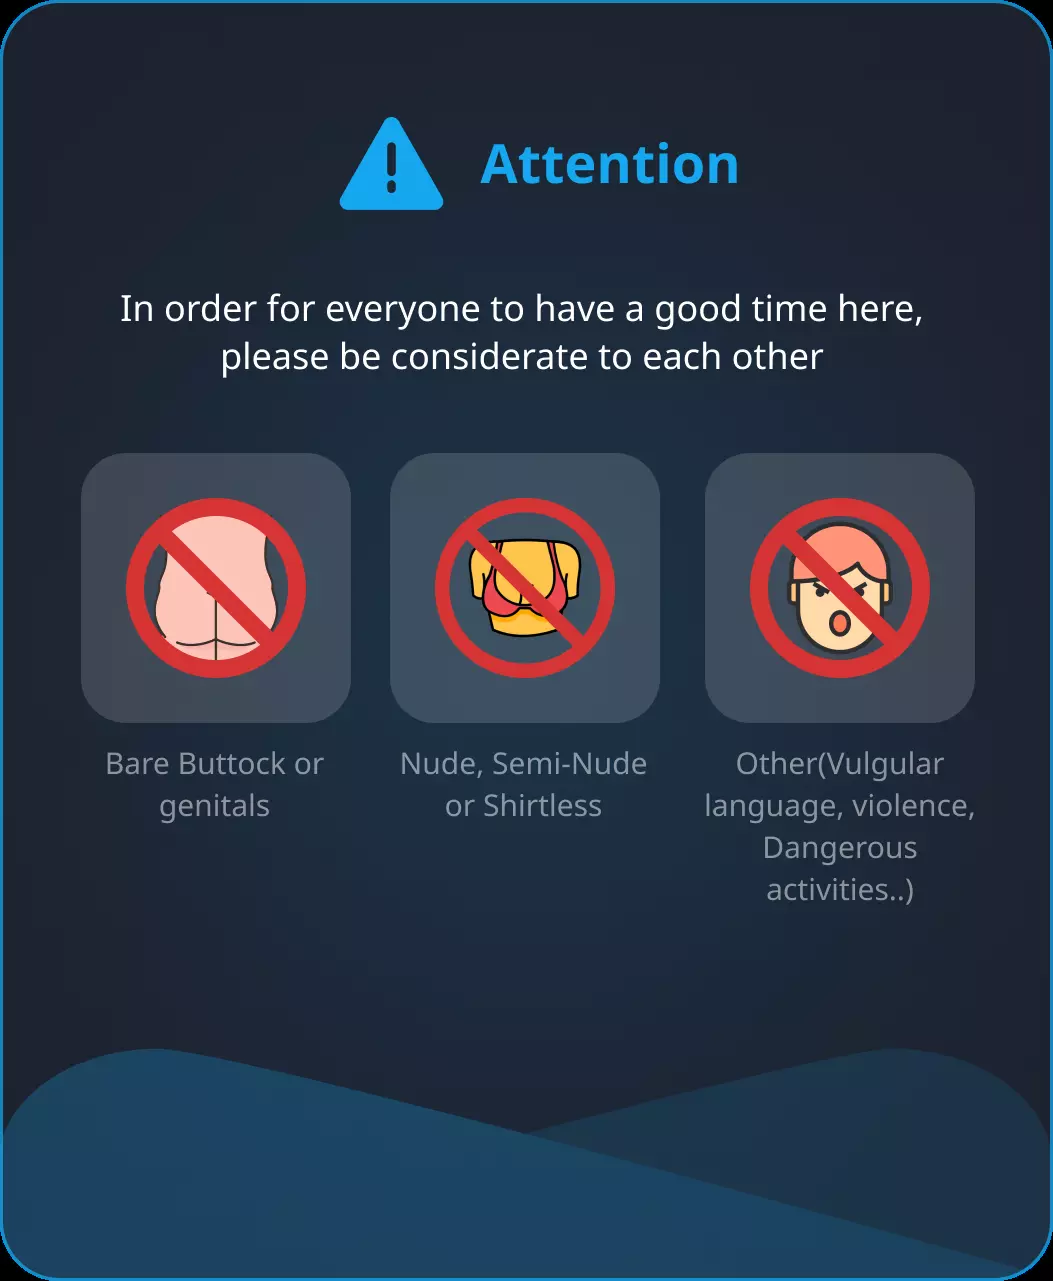 Attention
In order for everyone to have a good time here,
please be considerate to each other
Bare Buttock or
genitals
Nude, Semi-Nude
or Shirtless
Other(Vulgular
language, violence,
Dangerous
activities..)